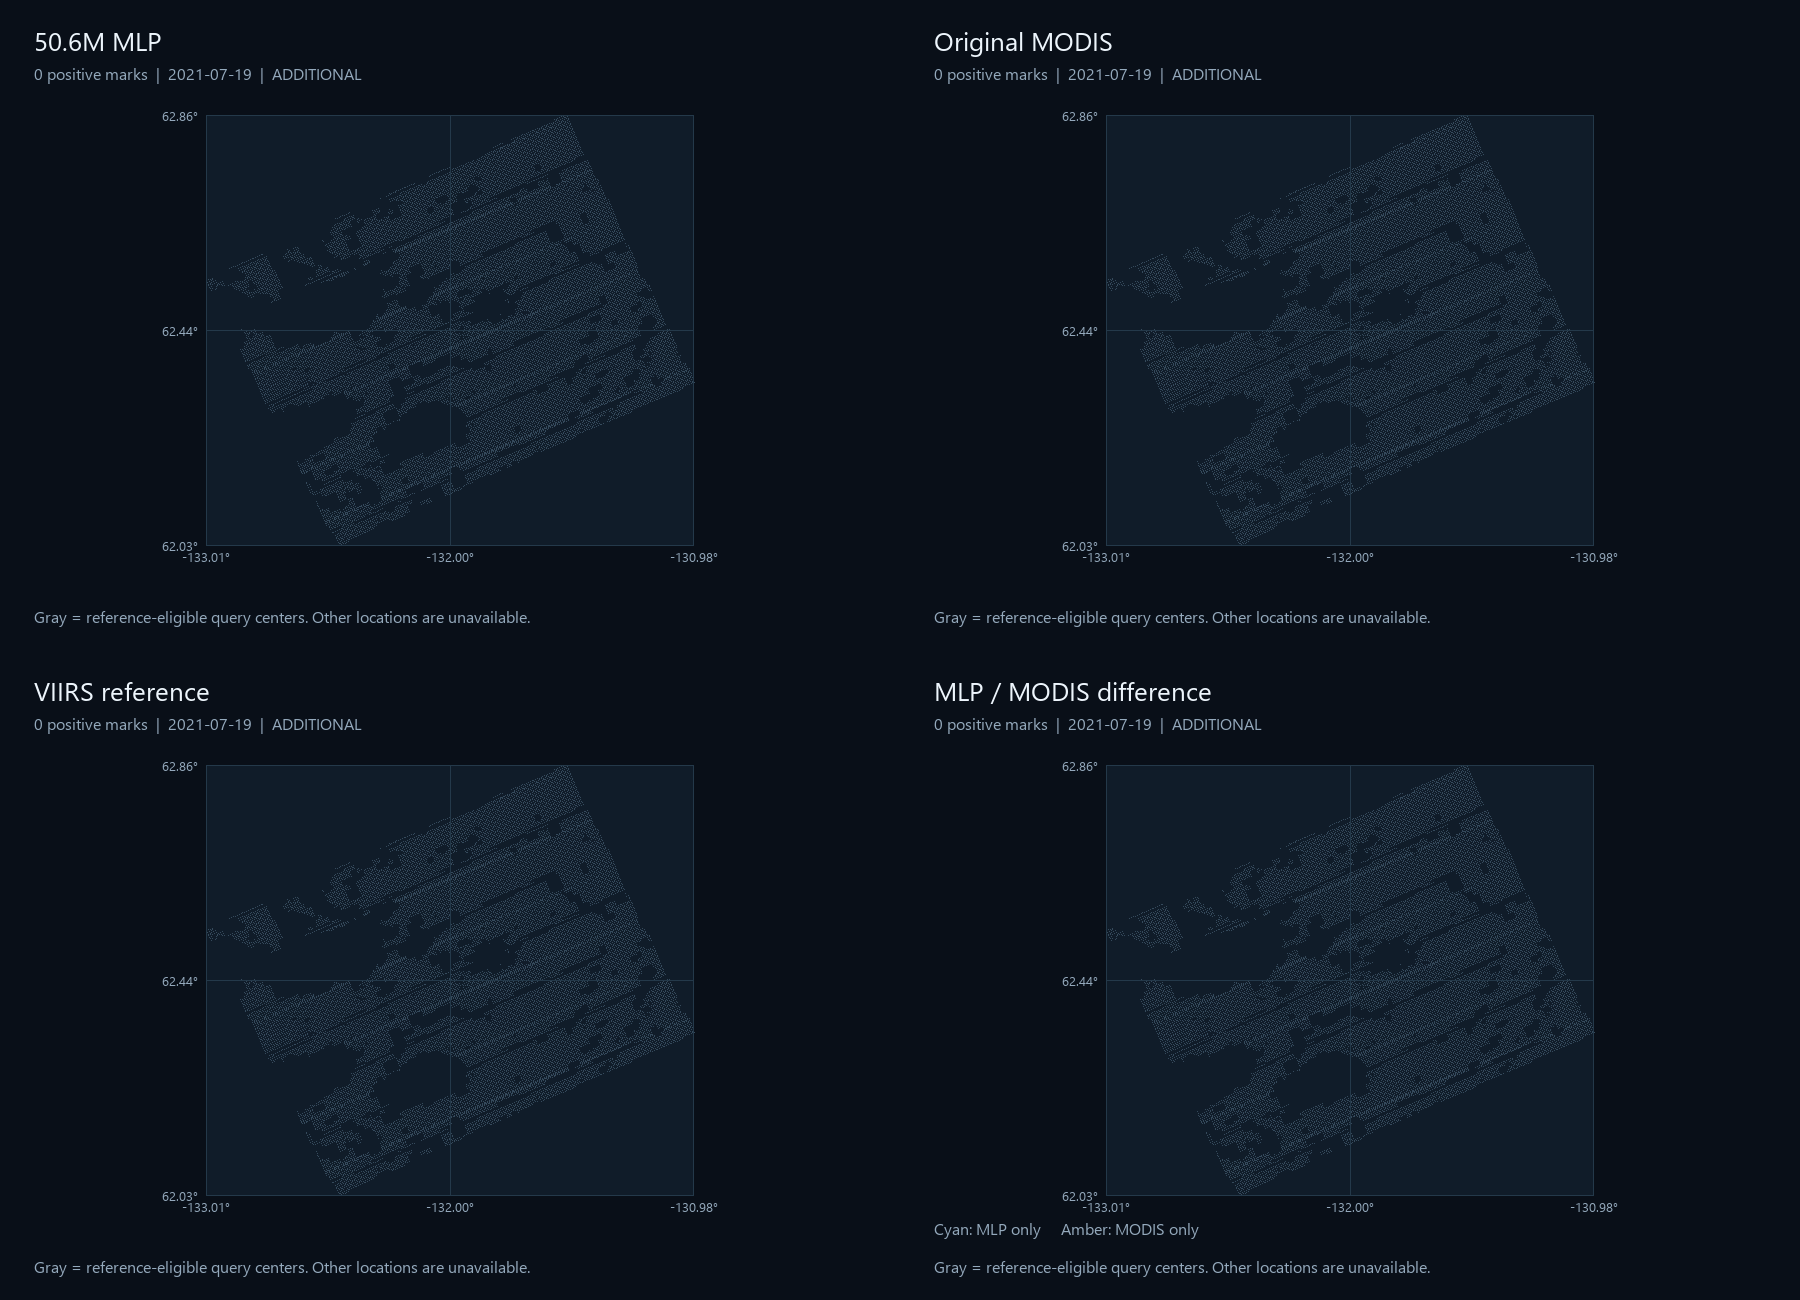 50.6M MLP
0 positive marks | 2021-07-19 | ADDITIONAL
62.86°
62.44°
62.03°
-133.01°
-132.00°
-130.98°
Gray = reference-eligible query centers. Other locations are unavailable.
Original MODIS
0 positive marks | 2021-07-19 | ADDITIONAL
62.86°
62.44°
62.03°
-133.01°
-132.00°
-130.98°
Gray = reference-eligible query centers. Other locations are unavailable.
VIIRS reference
0 positive marks | 2021-07-19 | ADDITIONAL
62.86°
62.44°
62.03°
-133.01°
-132.00°
-130.98°
Gray = reference-eligible query centers. Other locations are unavailable.
MLP / MODIS difference
0 positive marks | 2021-07-19 | ADDITIONAL
62.86°
62.44°
62.03°
-133.01°
-132.00°
-130.98°
Cyan: MLP only Amber: MODIS only
Gray = reference-eligible query centers. Other locations are unavailable.